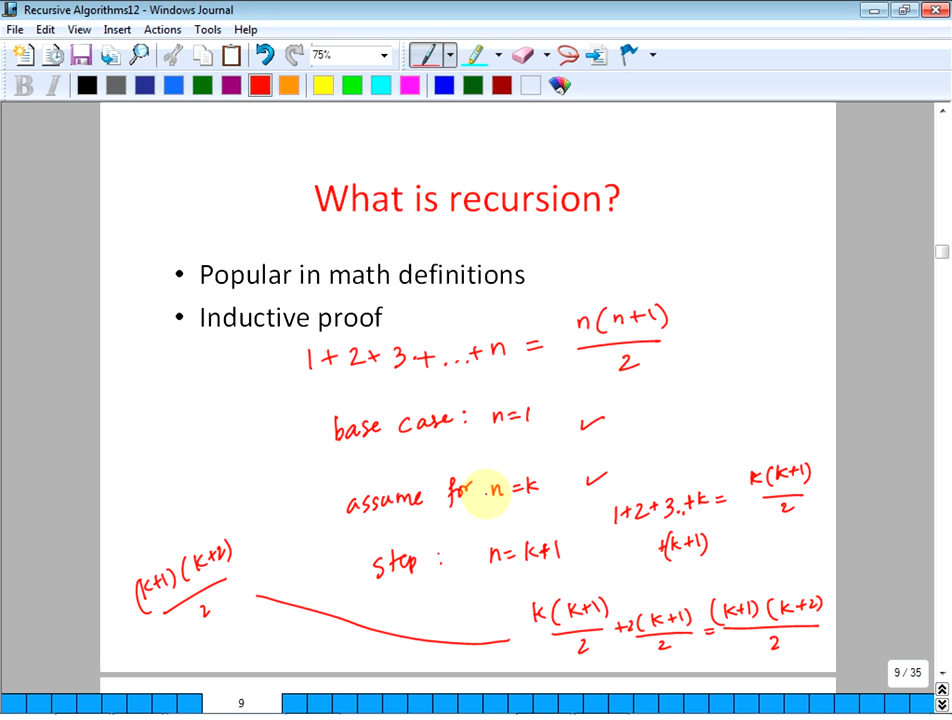 Recursive Algorithms12 - Windows Journal
File Edit View Insert Actions Tools Help
75%
B I
What is recursion?
• Popular in math definitions
• Inductive proof
1 + 2 + 3 + ... + n = n(n+1)/2
base case: n=1 ✓
assume for n=k ✓
1+2+3..+k = k(k+1)/2
+(k+1)
step: n=k+1
(k+1)(k+2)/2
k(k+1)/2 + 2(k+1)/2 = (k+1)(k+2)/2
9 / 35
9